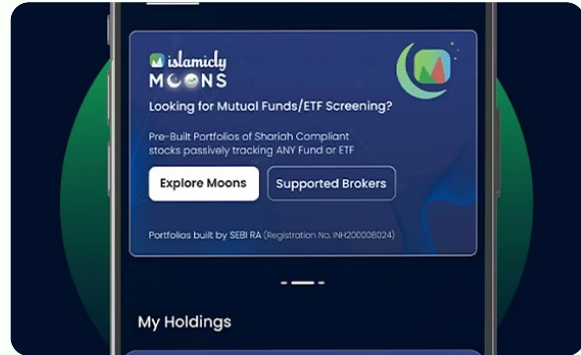 islamicly
MOONS
Looking for Mutual Funds/ETF Screening?
Pre-Built Portfolios of Shariah Compliant
stocks passively tracking ANY Fund or ETF
Explore Moons
Supported Brokers
Portfolios built by SEBI RA (Registration No. INH200008024)
My Holdings